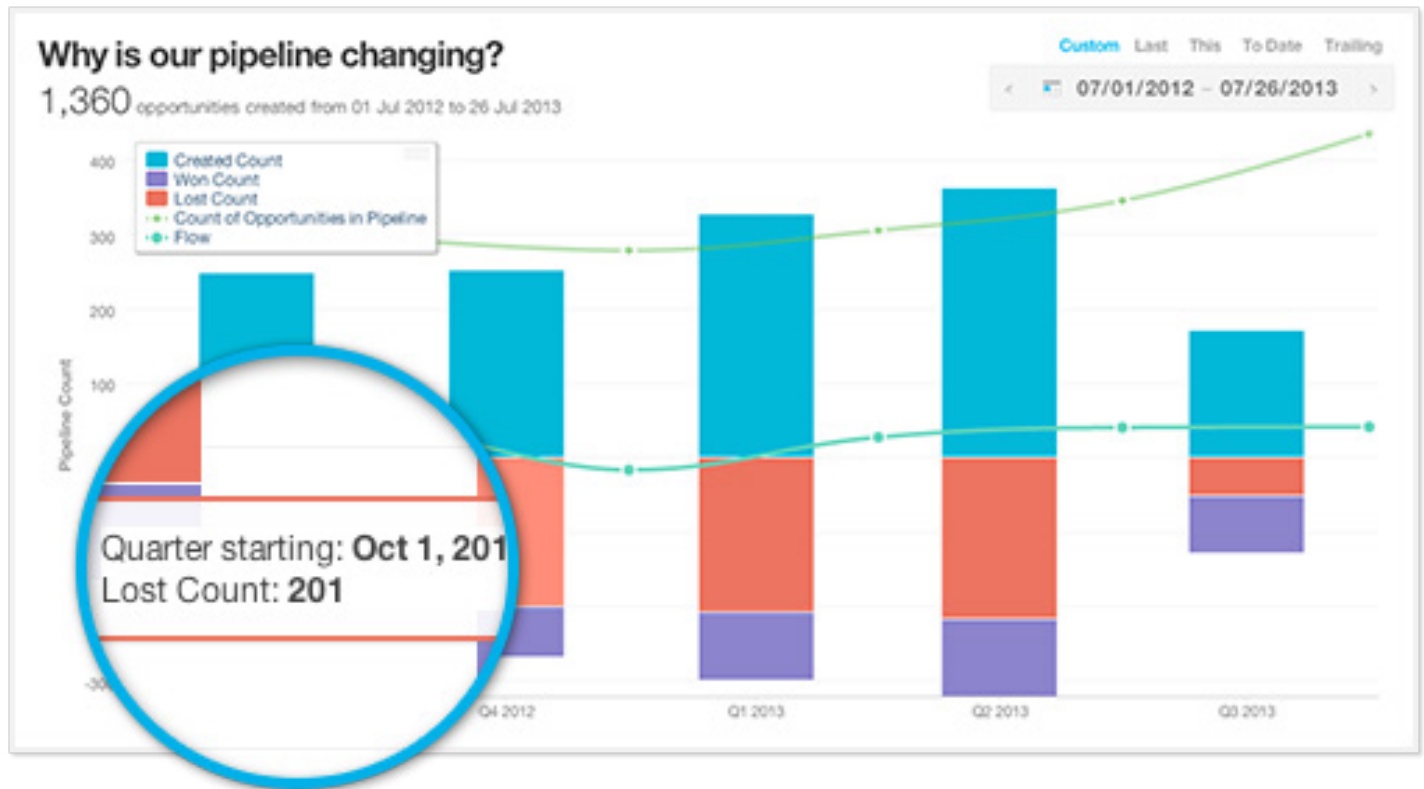 Why is our pipeline changing?
1,360 opportunities created from 01 Jul 2012 to 26 Jul 2013
Custom Last This To Date Trailing
‹ 07/01/2012 – 07/26/2013 ›
400
300
200
100
Pipeline Count
Created Count
Won Count
Lost Count
Count of Opportunities in Pipeline
Flow
Quarter starting: Oct 1, 201
Lost Count: 201
-300
Q4 2012
Q1 2013
Q2 2013
Q3 2013